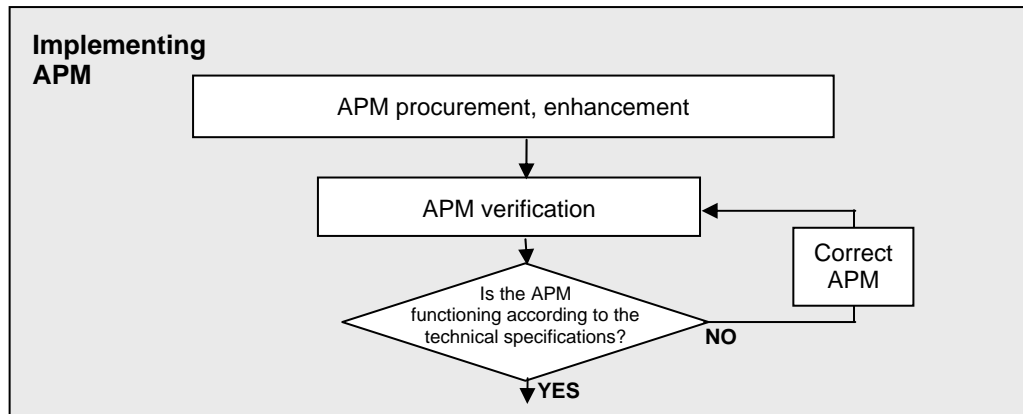 Implementing
APM
APM procurement, enhancement
APM verification
Correct
APM
Is the APM
functioning according to the
technical specifications?
NO
YES